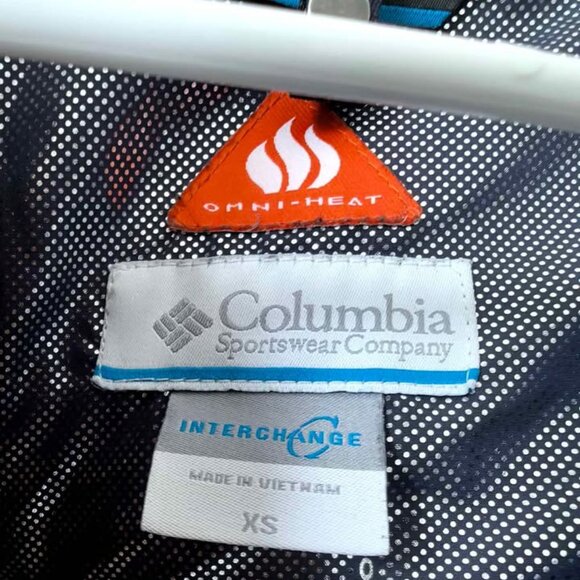 OMNI-HEAT
Columbia
Sportswear Company
INTERCHANGE
MADE IN VIETNAM
XS